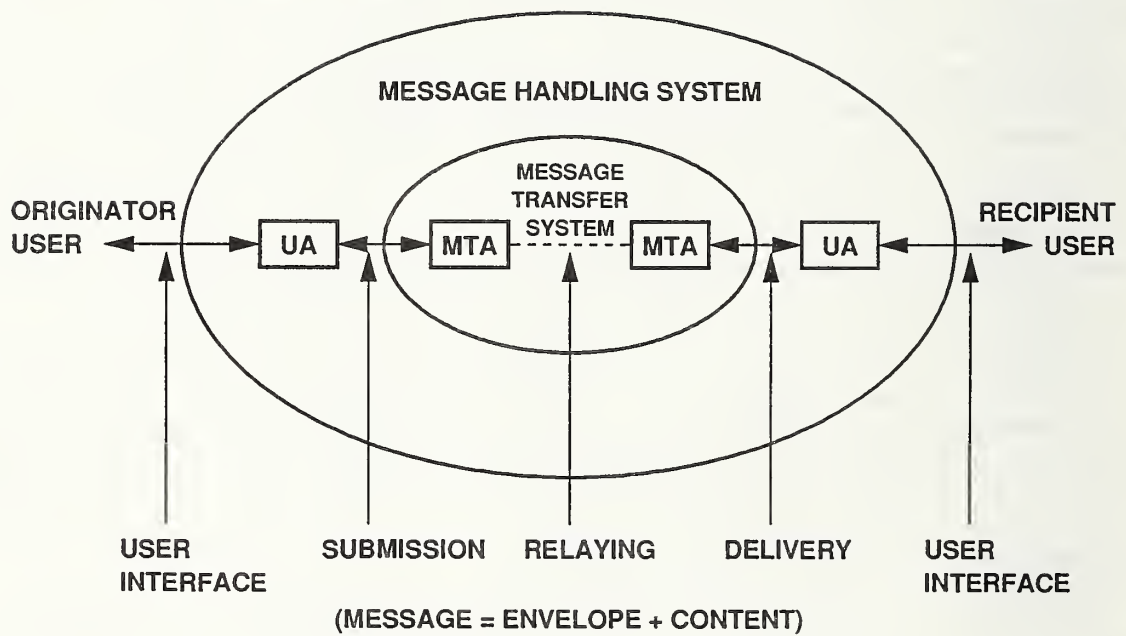 MESSAGE HANDLING SYSTEM
MESSAGE
TRANSFER
SYSTEM
ORIGINATOR
USER
UA
MTA
MTA
UA
RECIPIENT
USER
USER
INTERFACE
SUBMISSION
RELAYING
DELIVERY
USER
INTERFACE
(MESSAGE = ENVELOPE + CONTENT)